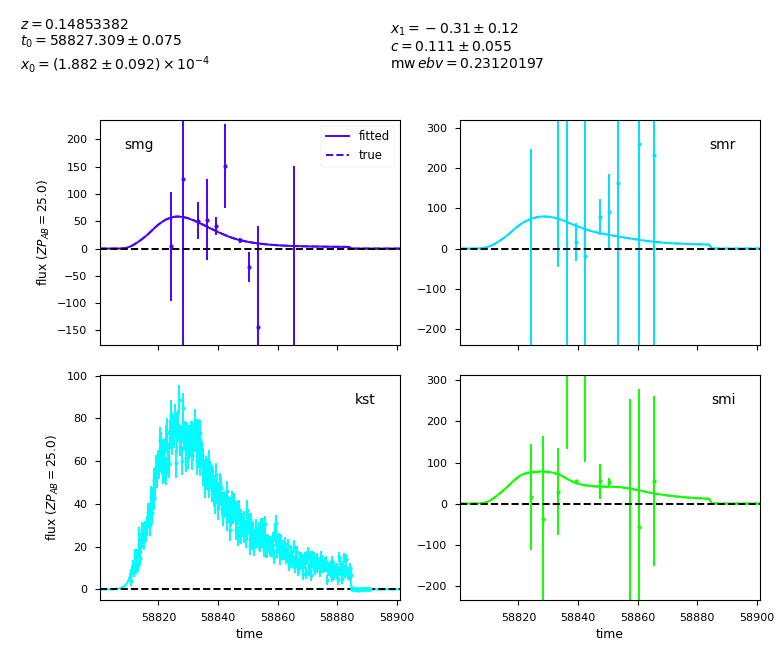 z = 0.14853382
t₀ = 58827.309 ± 0.075
x₀ = (1.882 ± 0.092) × 10⁻⁴
x₁ = −0.31 ± 0.12
c = 0.111 ± 0.055
mw ebv = 0.23120197
smg
fitted
true
flux (ZP_AB = 25.0)
200
150
100
50
0
−50
−100
−150
smr
300
200
100
0
−100
−200
kst
flux (ZP_AB = 25.0)
100
80
60
40
20
0
58820 58840 58860 58880 58900
time
smi
300
200
100
0
−100
−200
58820 58840 58860 58880 58900
time